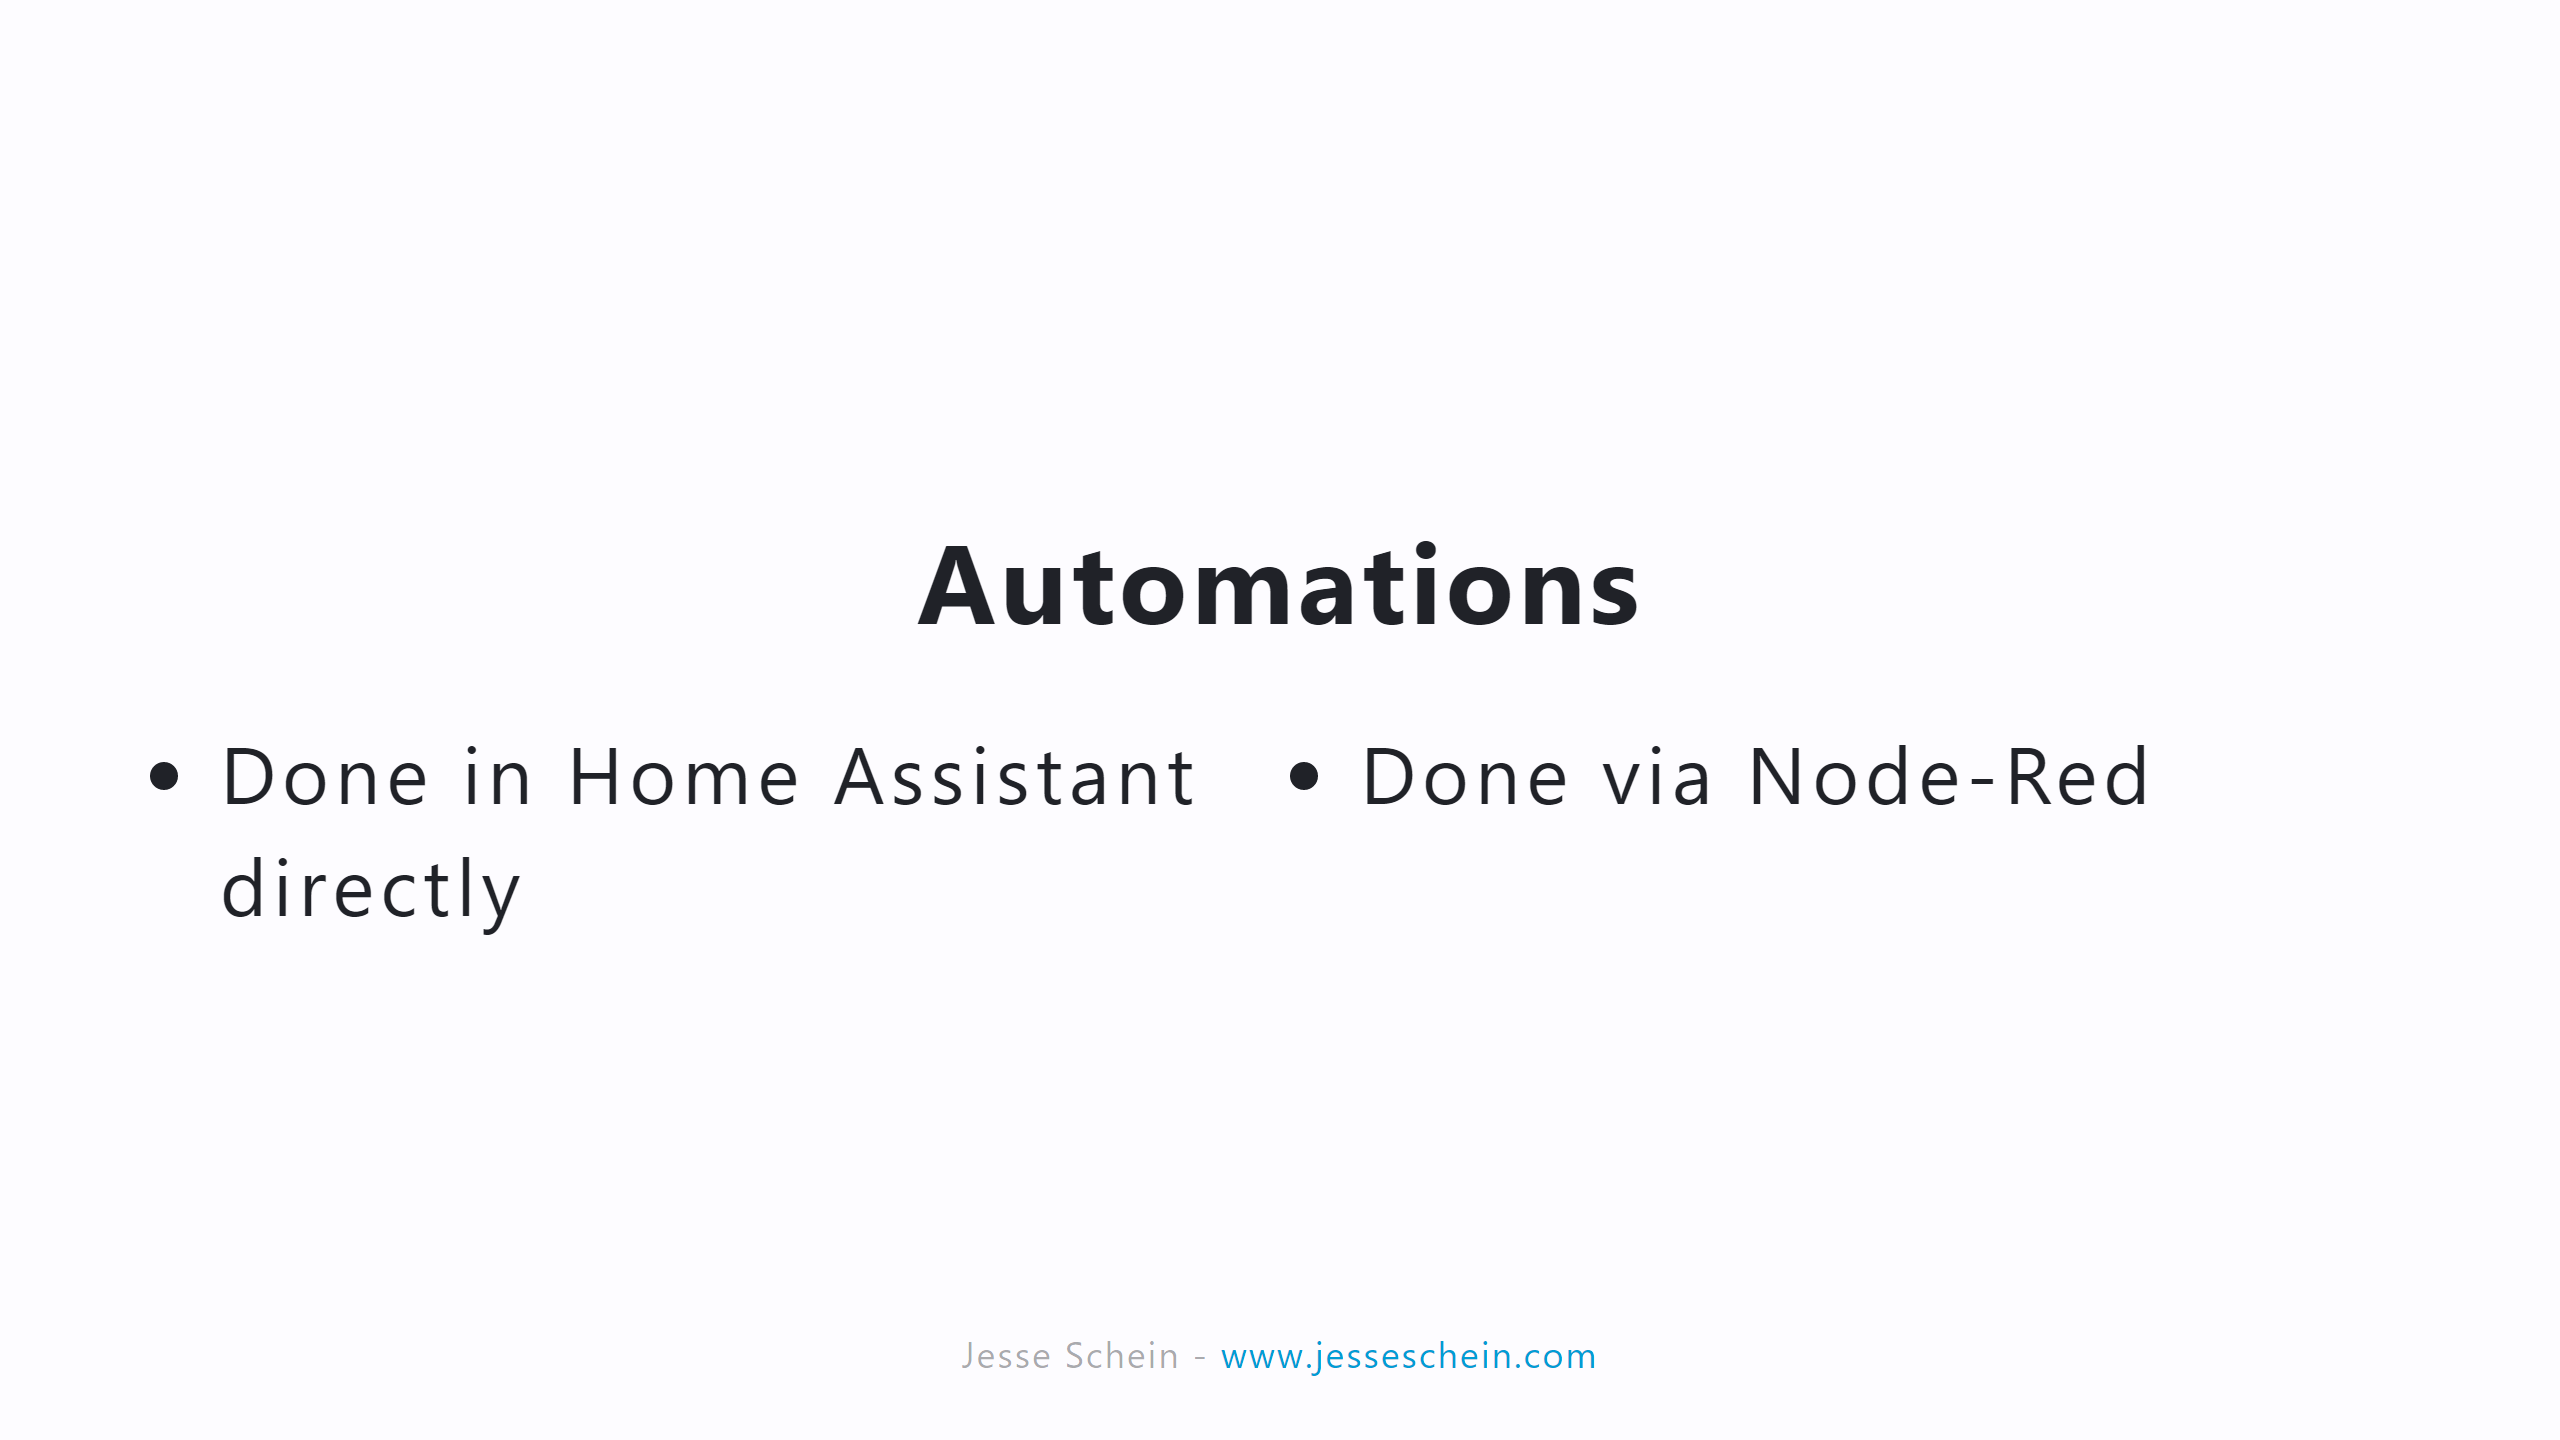 Automations
• Done in Home Assistant
directly
• Done via Node-Red
Jesse Schein - www.jesseschein.com